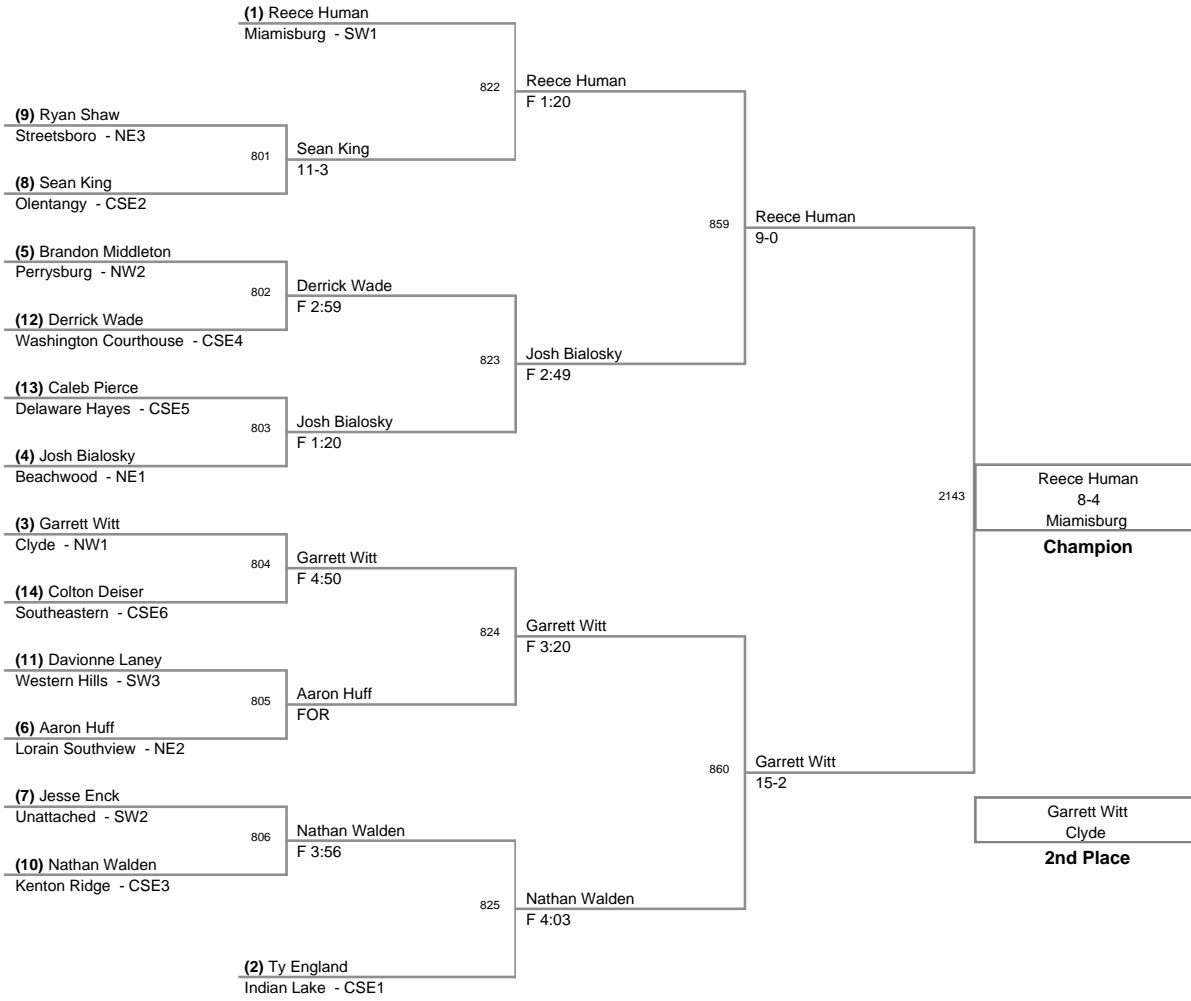 (1) Reece Human
Miamisburg - SW1
822
Reece Human
F 1:20
(9) Ryan Shaw
Streetsboro - NE3
801
Sean King
11-3
(8) Sean King
Olentangy - CSE2
859
Reece Human
9-0
(5) Brandon Middleton
Perrysburg - NW2
802
Derrick Wade
F 2:59
(12) Derrick Wade
Washington Courthouse - CSE4
823
Josh Bialosky
F 2:49
(13) Caleb Pierce
Delaware Hayes - CSE5
803
Josh Bialosky
F 1:20
(4) Josh Bialosky
Beachwood - NE1
2143
Reece Human
8-4
Miamisburg
Champion
(3) Garrett Witt
Clyde - NW1
804
Garrett Witt
F 4:50
(14) Colton Deiser
Southeastern - CSE6
824
Garrett Witt
F 3:20
(11) Davionne Laney
Western Hills - SW3
805
Aaron Huff
FOR
(6) Aaron Huff
Lorain Southview - NE2
860
Garrett Witt
15-2
(7) Jesse Enck
Unattached - SW2
806
Nathan Walden
F 3:56
(10) Nathan Walden
Kenton Ridge - CSE3
Garrett Witt
Clyde
2nd Place
825
Nathan Walden
F 4:03
(2) Ty England
Indian Lake - CSE1